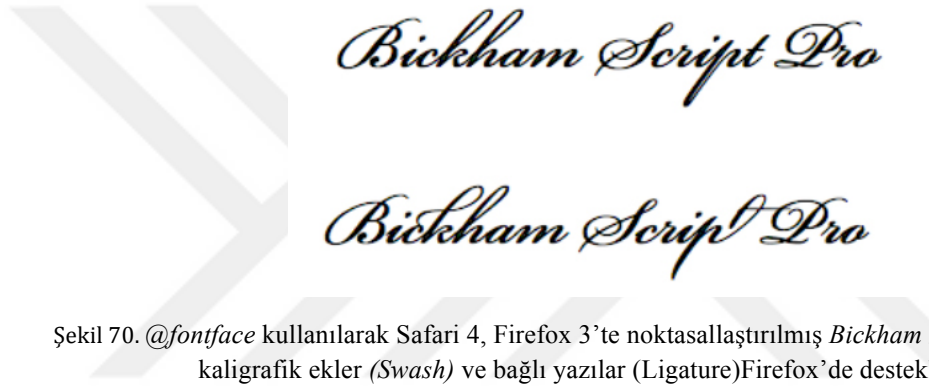 Bickham Script Pro
Bickham Script Pro
Şekil 70. @fontface kullanılarak Safari 4, Firefox 3’te noktasallaştırılmış Bickham
kaligrafik ekler (Swash) ve bağlı yazılar (Ligature)Firefox’de destek